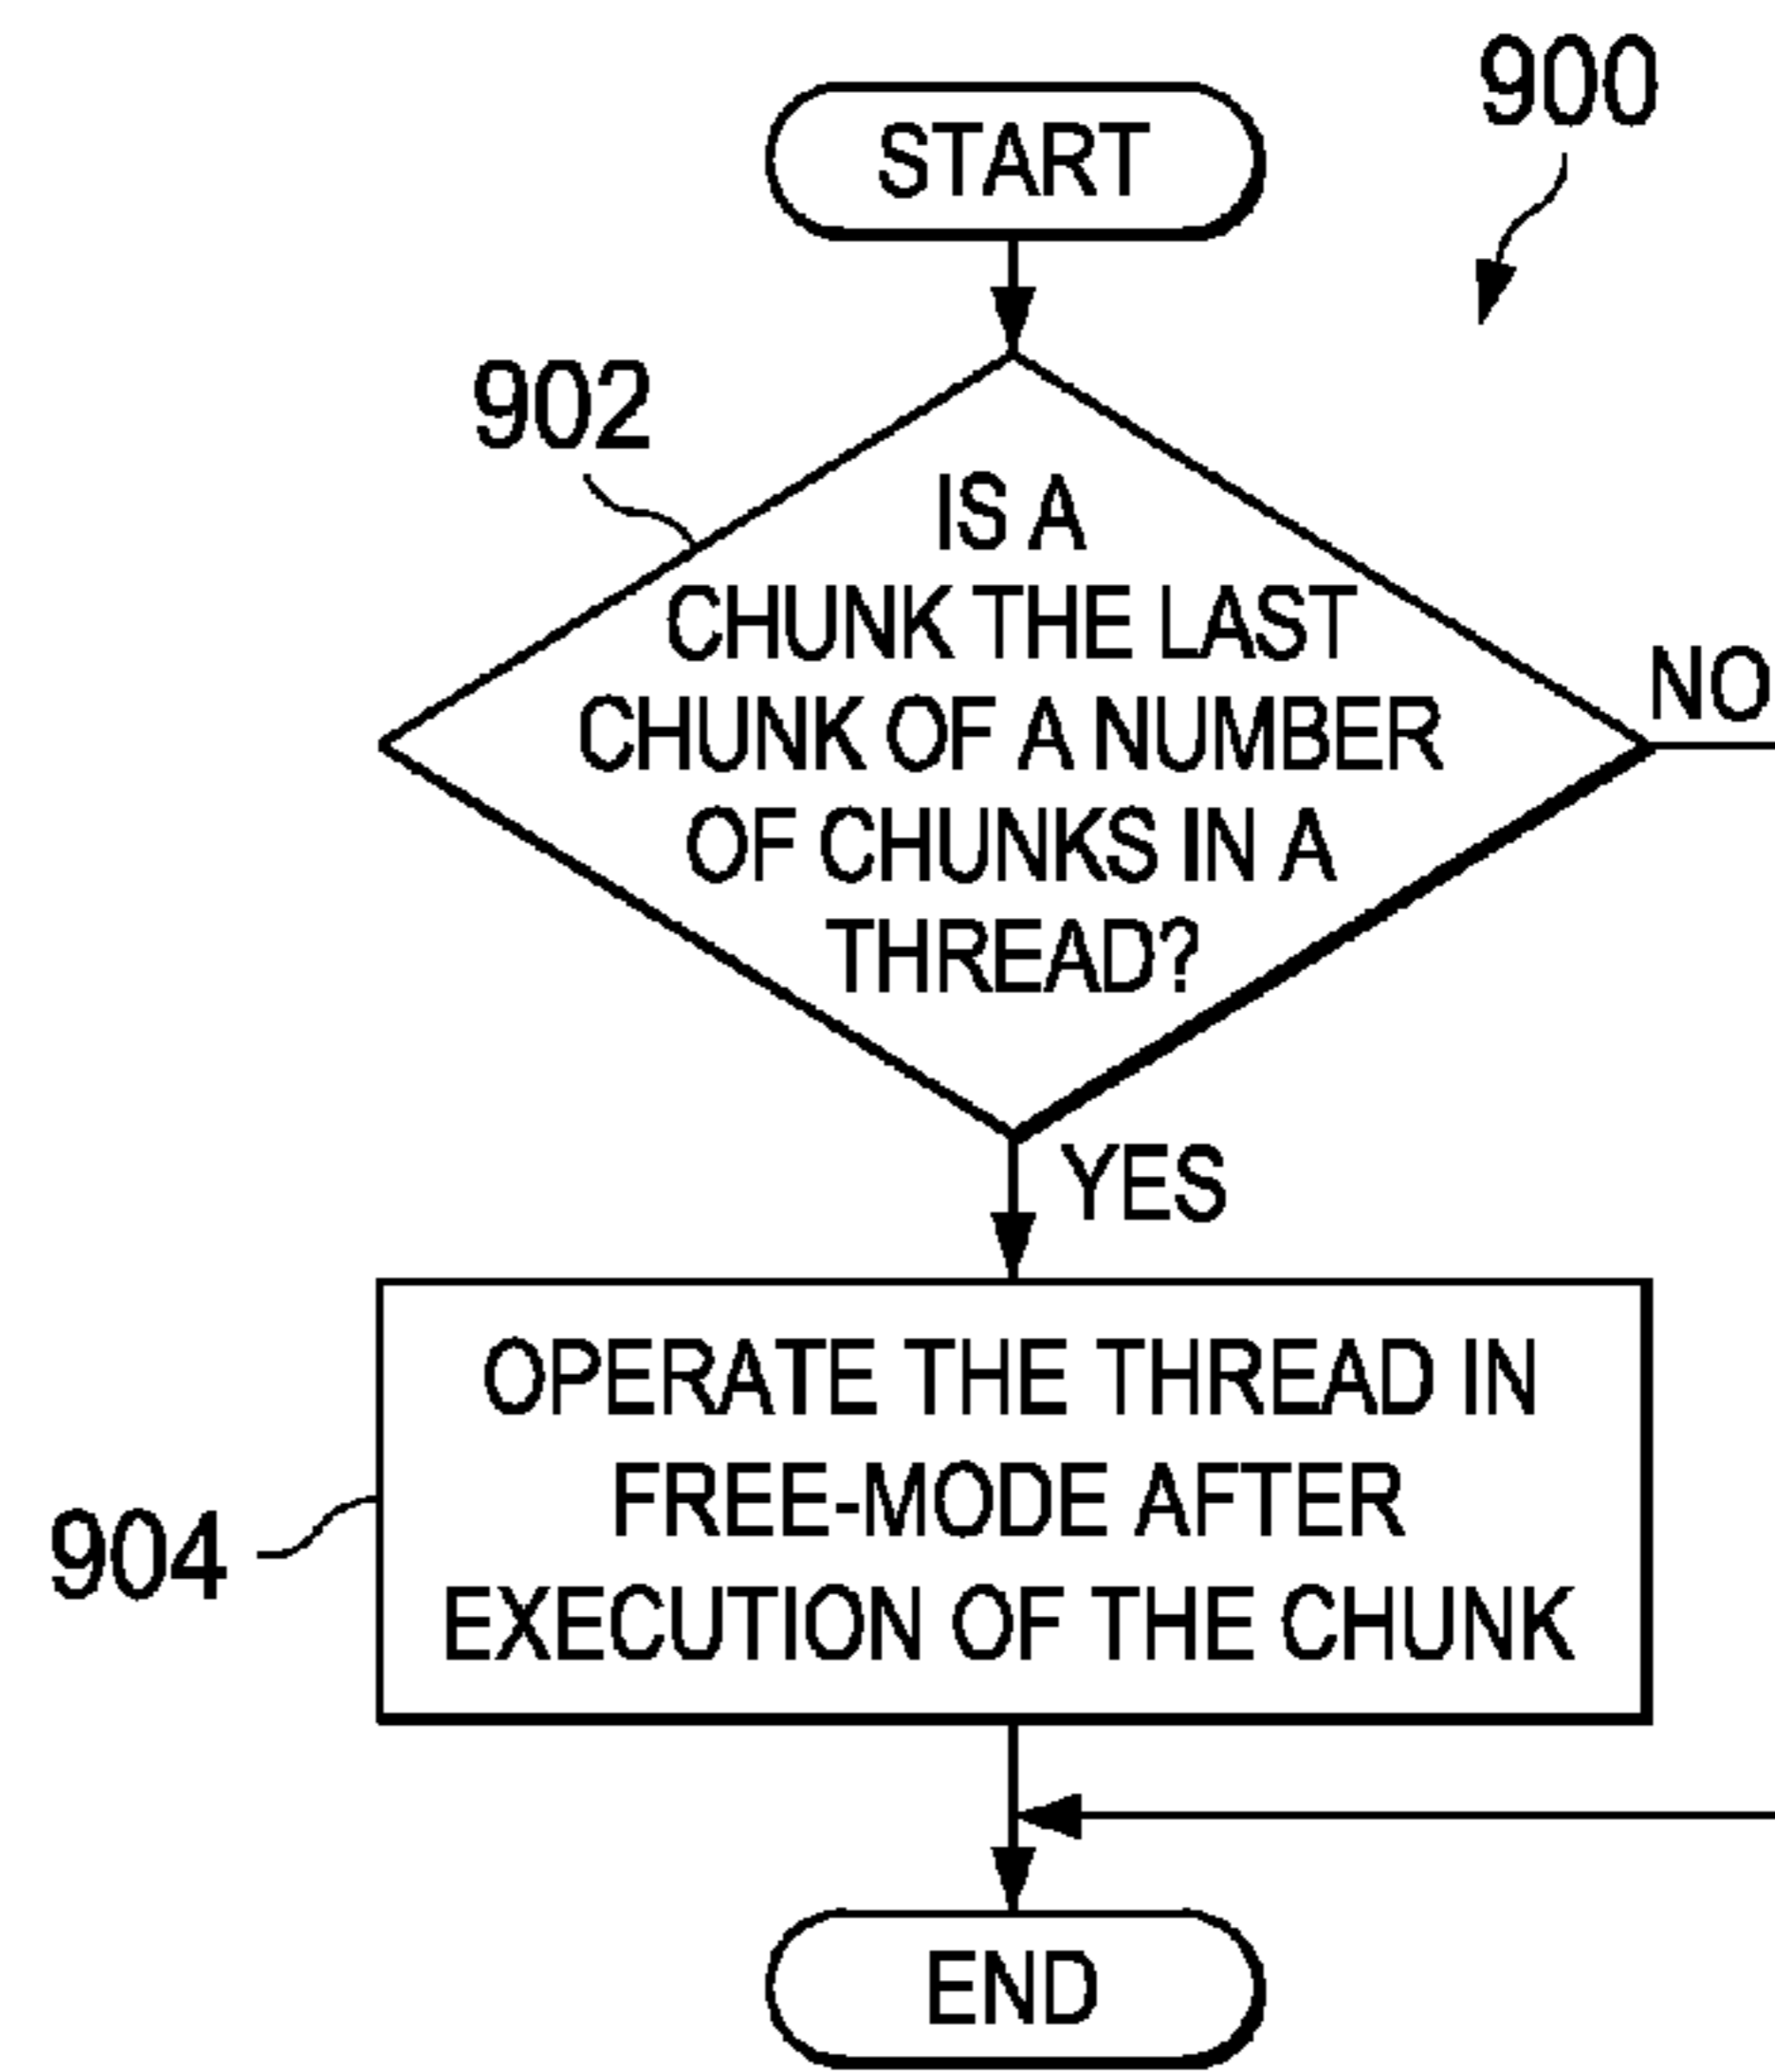 900
START
902
IS A
CHUNK THE LAST
CHUNK OF A NUMBER
OF CHUNKS IN A
THREAD?
NO
YES
904
OPERATE THE THREAD IN
FREE-MODE AFTER
EXECUTION OF THE CHUNK
END